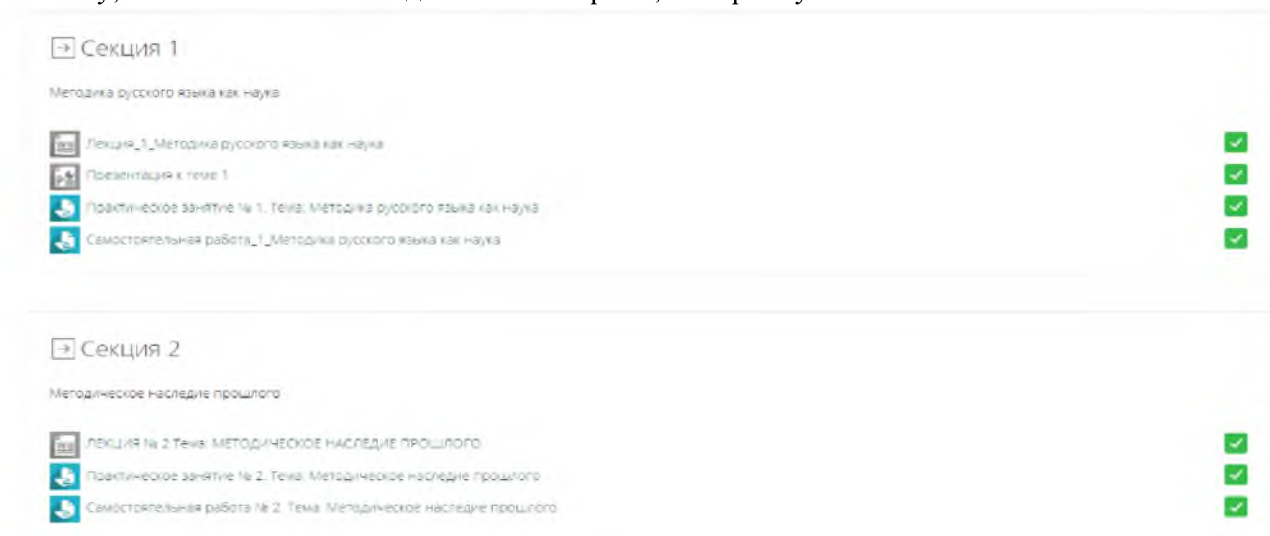 Секция 1
Методика русского языка как наука
Лекция_1_Методика русского языка как наука
Презентация к теме 1
Практическое занятие № 1. Тема: Методика русского языка как наука
Самостоятельная работа_1_Методика русского языка как наука
Секция 2
Методическое наследие прошлого
ЛЕКЦИЯ № 2 Тема: МЕТОДИЧЕСКОЕ НАСЛЕДИЕ ПРОШЛОГО
Практическое занятие № 2. Тема: Методическое наследие прошлого
Самостоятельная работа № 2. Тема: Методическое наследие прошлого